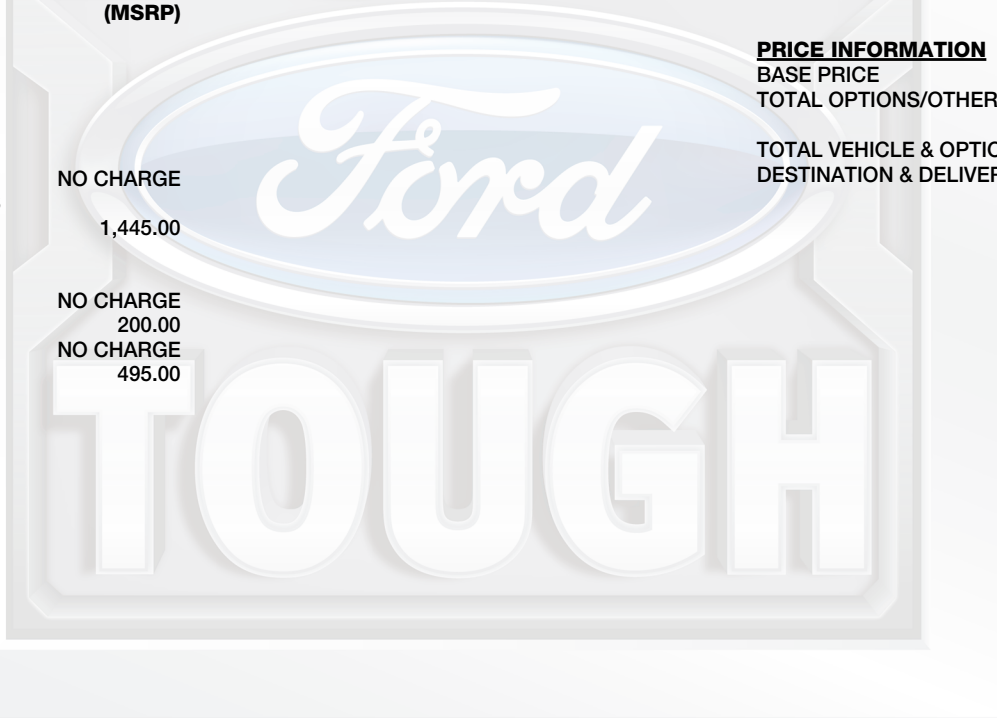 (MSRP)
NO CHARGE
1,445.00
NO CHARGE
200.00
NO CHARGE
495.00
PRICE INFORMATION
BASE PRICE
TOTAL OPTIONS/OTHER
TOTAL VEHICLE & OPTIO
DESTINATION & DELIVER
Ford
TOUGH